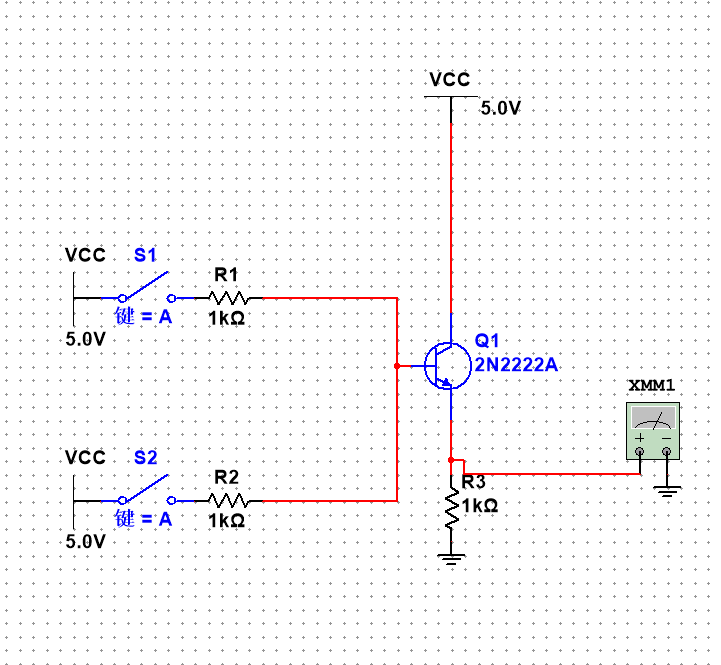 VCC
5.0V
VCC
S1
R1
键 = A
1kΩ
5.0V
Q1
2N2222A
XMM1
VCC
S2
R2
键 = A
1kΩ
5.0V
R3
1kΩ